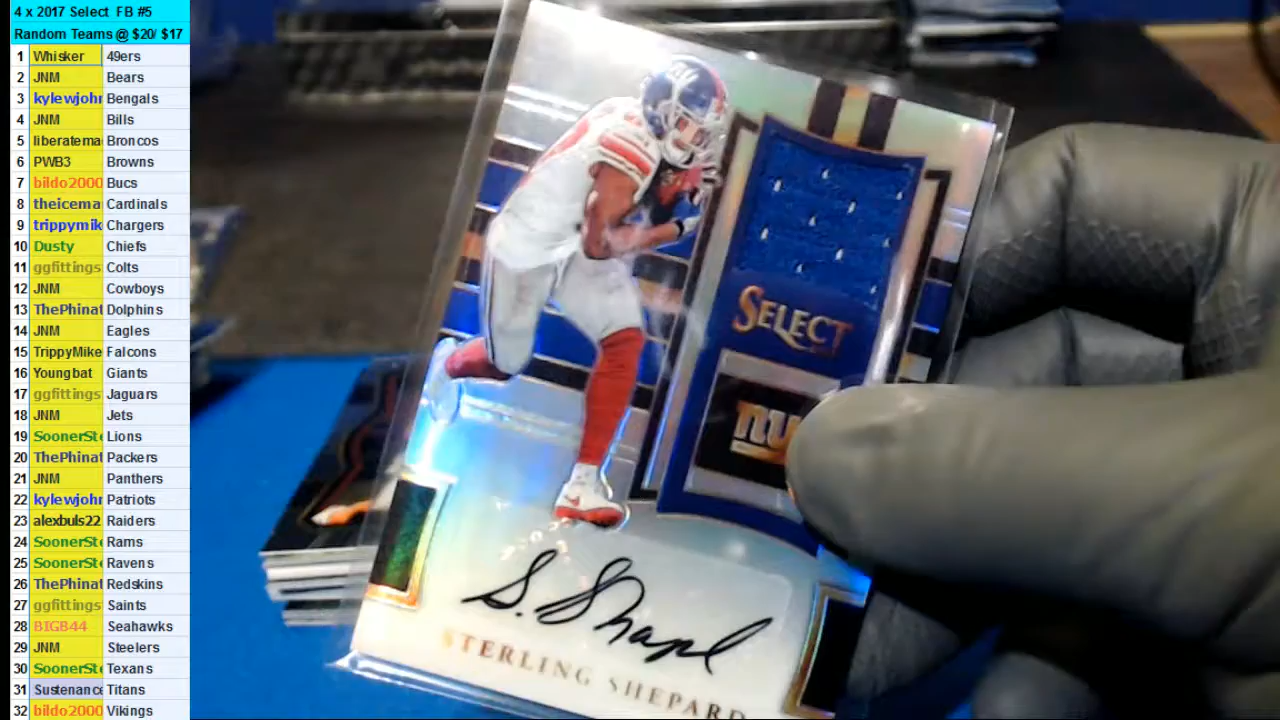 4 x 2017 Select FB #5
Random Teams @ $20/ $17
1 Whisker 49ers
2 JNM Bears
3 kylewjohr Bengals
4 JNM Bills
5 liberatema Broncos
6 PWB3 Browns
7 bildo2000 Bucs
8 theicema Cardinals
9 trippymik Chargers
10 Dusty Chiefs
11 ggfittings Colts
12 JNM Cowboys
13 ThePhinat Dolphins
14 JNM Eagles
15 TrippyMike Falcons
16 Youngbat Giants
17 ggfittings Jaguars
18 JNM Jets
19 SoonerSt Lions
20 ThePhinat Packers
21 JNM Panthers
22 kylewjohr Patriots
23 alexbuls22 Raiders
24 SoonerSt Rams
25 SoonerSt Ravens
26 ThePhinat Redskins
27 ggfittings Saints
28 BIG844 Seahawks
29 JNM Steelers
30 SoonerSt Texans
31 Sustenance Titans
32 bildo2000 Vikings
SELECT
ny
S. Shepl
STERLING SHEPARD